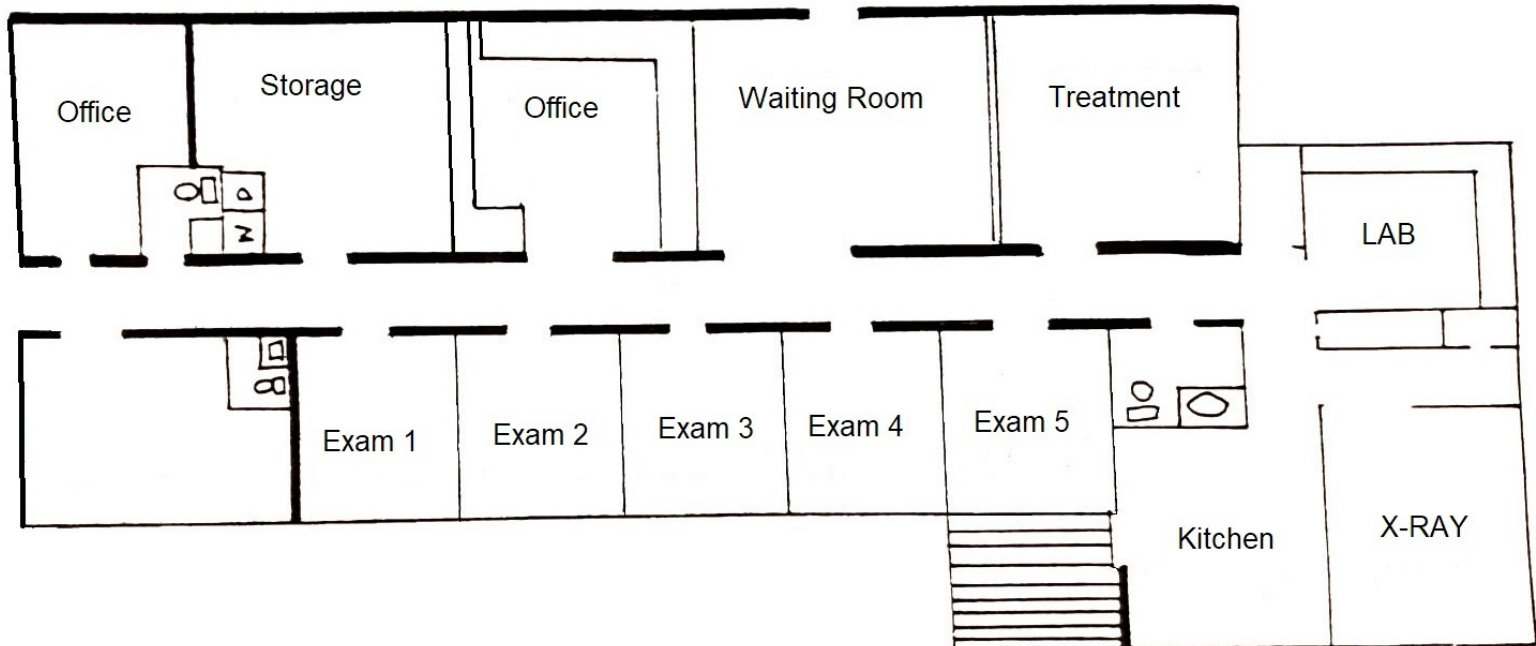 Office
Storage
Office
Waiting Room
Treatment
LAB
D
W
Exam 1
Exam 2
Exam 3
Exam 4
Exam 5
Kitchen
X-RAY